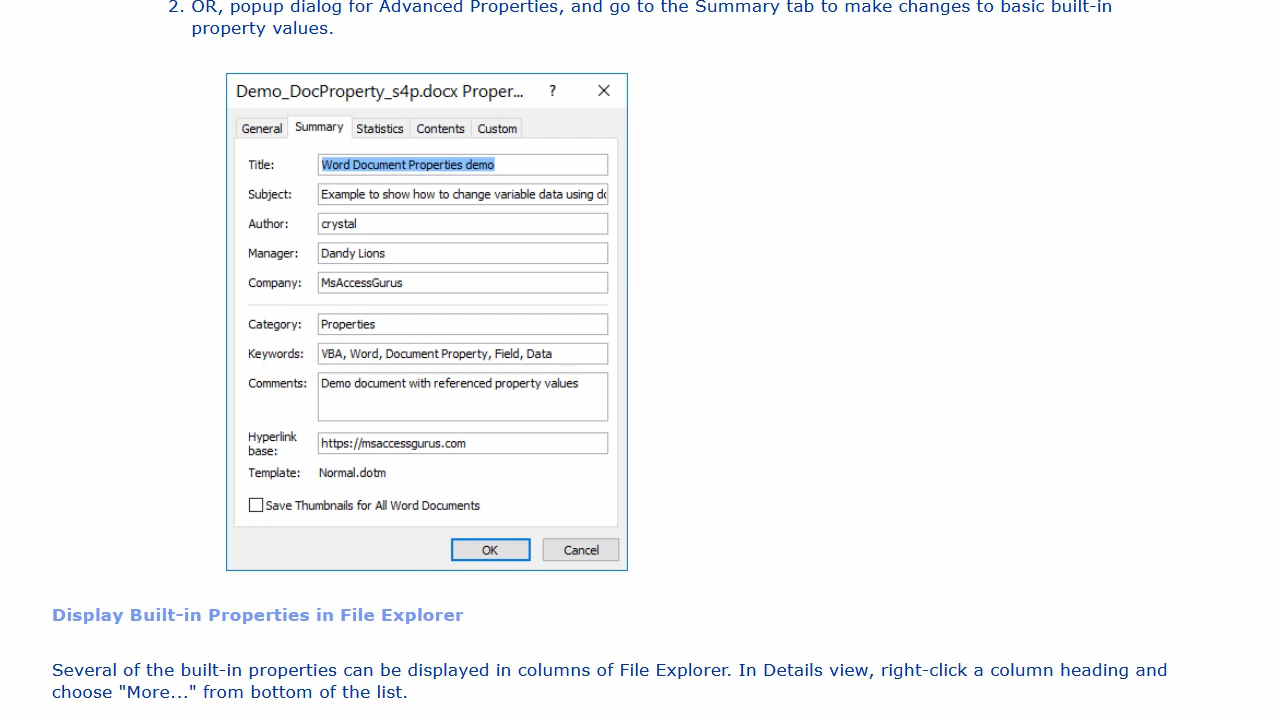 2. OR, popup dialog for Advanced Properties, and go to the Summary tab to make changes to basic built-in
property values.
Demo_DocProperty_s4p.docx Proper... ?
General Summary Statistics Contents Custom
Title: Word Document Properties demo
Subject: Example to show how to change variable data using
Author: crystal
Manager: Dandy Lions
Company: MsAccessGurus
Category: Properties
Keywords: VBA, Word, Document Property, Field, Data
Comments: Demo document with referenced property values
Hyperlink
base: https://msaccessgurus.com
Template: Normal.dotm
Save Thumbnails for All Word Documents
OK Cancel
Display Built-in Properties in File Explorer
Several of the built-in properties can be displayed in columns of File Explorer. In Details view, right-click a column heading and
choose "More..." from bottom of the list.